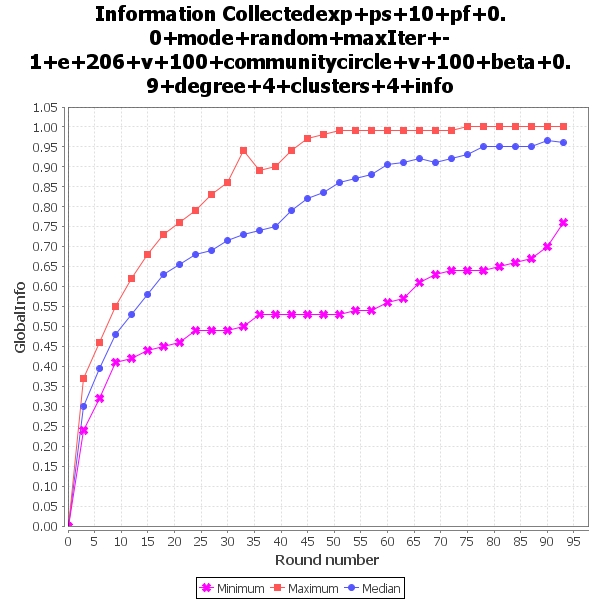 Information Collectedexp+ps+10+pf+0.
0+mode+random+maxIter+-
1+e+206+v+100+communitycircle+v+100+beta+0.
9+degree+4+clusters+4+info
1.05
1.00
0.95
0.90
0.85
0.80
0.75
0.70
0.65
0.60
0.55
0.50
0.45
0.40
0.35
0.30
0.25
0.20
0.15
0.10
0.05
0.00
GlobalInfo
0 5 10 15 20 25 30 35 40 45 50 55 60 65 70 75 80 85 90 95
Round number
Minimum Maximum Median